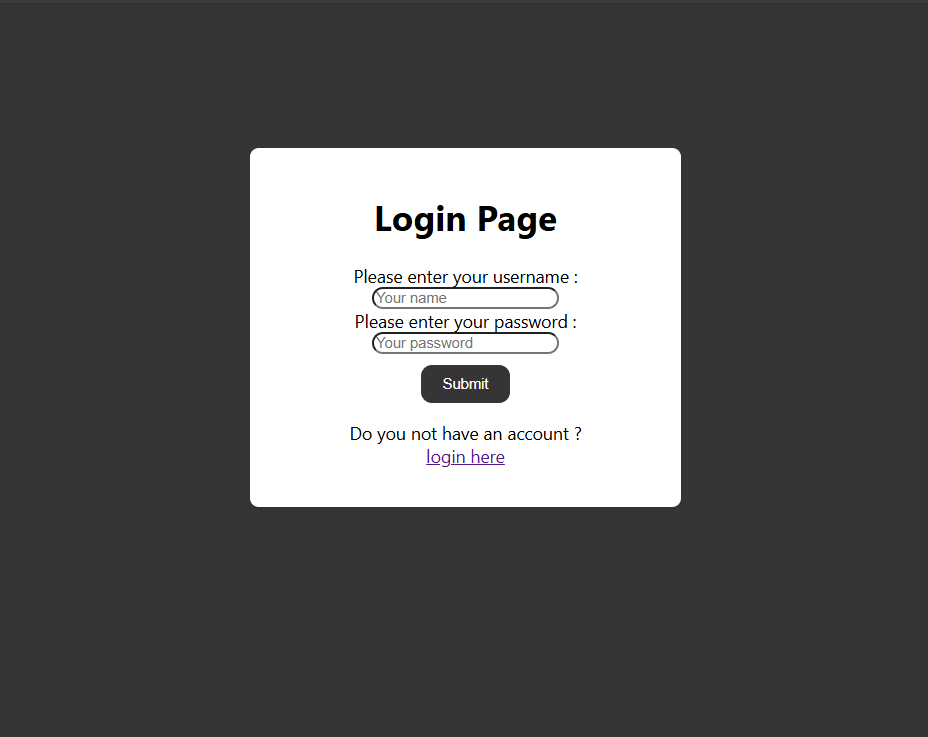 Login Page
Please enter your username :
Your name
Please enter your password :
Your password
Submit
Do you not have an account ?
login here